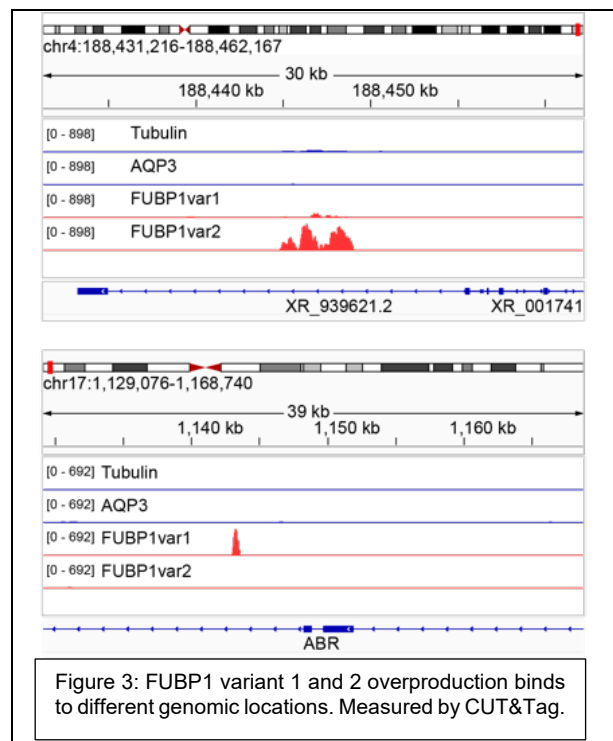 chr4:188,431,216-188,462,167
30 kb
188,440 kb 188,450 kb
[0 - 898] Tubulin
[0 - 898] AQP3
[0 - 898] FUBP1var1
[0 - 898] FUBP1var2
XR_939621.2 XR_001741
chr17:1,129,076-1,168,740
39 kb
1,140 kb 1,150 kb 1,160 kb
[0 - 692] Tubulin
[0 - 692] AQP3
[0 - 692] FUBP1var1
[0 - 692] FUBP1var2
ABR
Figure 3: FUBP1 variant 1 and 2 overproduction binds
to different genomic locations. Measured by CUT&Tag.